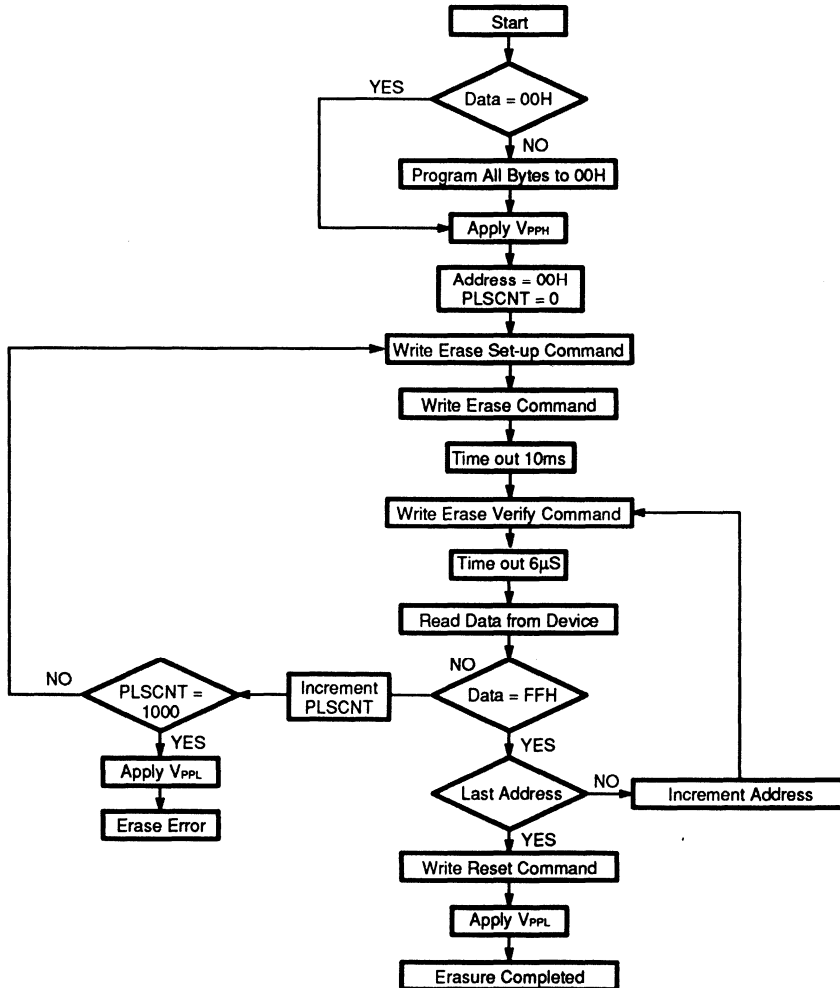 Start
YES
Data = 00H
NO
Program All Bytes to 00H
Apply VPPH
Address = 00H
PLSCNT = 0
Write Erase Set-up Command
Write Erase Command
Time out 10ms
Write Erase Verify Command
Time out 6µS
Read Data from Device
NO
Data = FFH
Increment
PLSCNT
NO
PLSCNT =
1000
YES
Apply VPPL
Erase Error
YES
Last Address
NO
Increment Address
YES
Write Reset Command
Apply VPPL
Erasure Completed